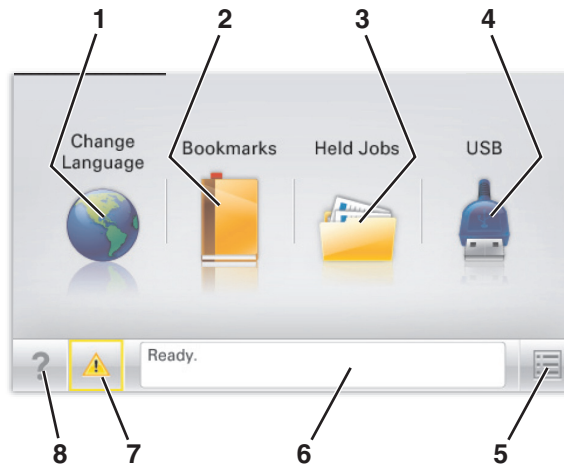 1 2 3 4
Change
Language
Bookmarks
Held Jobs
USB
?
Ready.
8 7 6 5